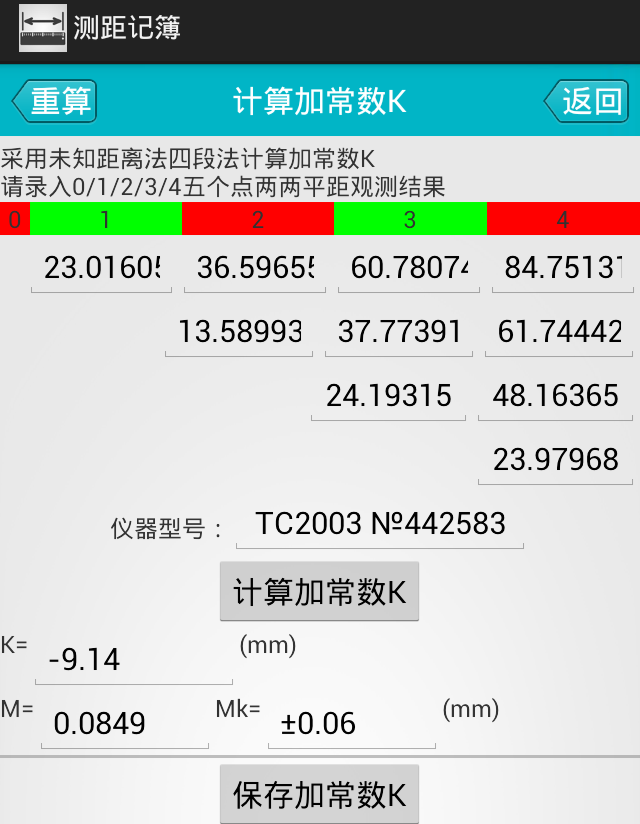 测距记簿
重算 计算加常数K 返回
采用未知距离法四段法计算加常数K
请录入0/1/2/3/4五个点两两平距观测结果
0 1 2 3 4
23.01605 36.59655 60.78074 84.75131
13.58993 37.77391 61.74442
24.19315 48.16365
23.97968
仪器型号： TC2003 №442583
计算加常数K
K= -9.14 (mm)
M= 0.0849 Mk= ±0.06 (mm)
保存加常数K